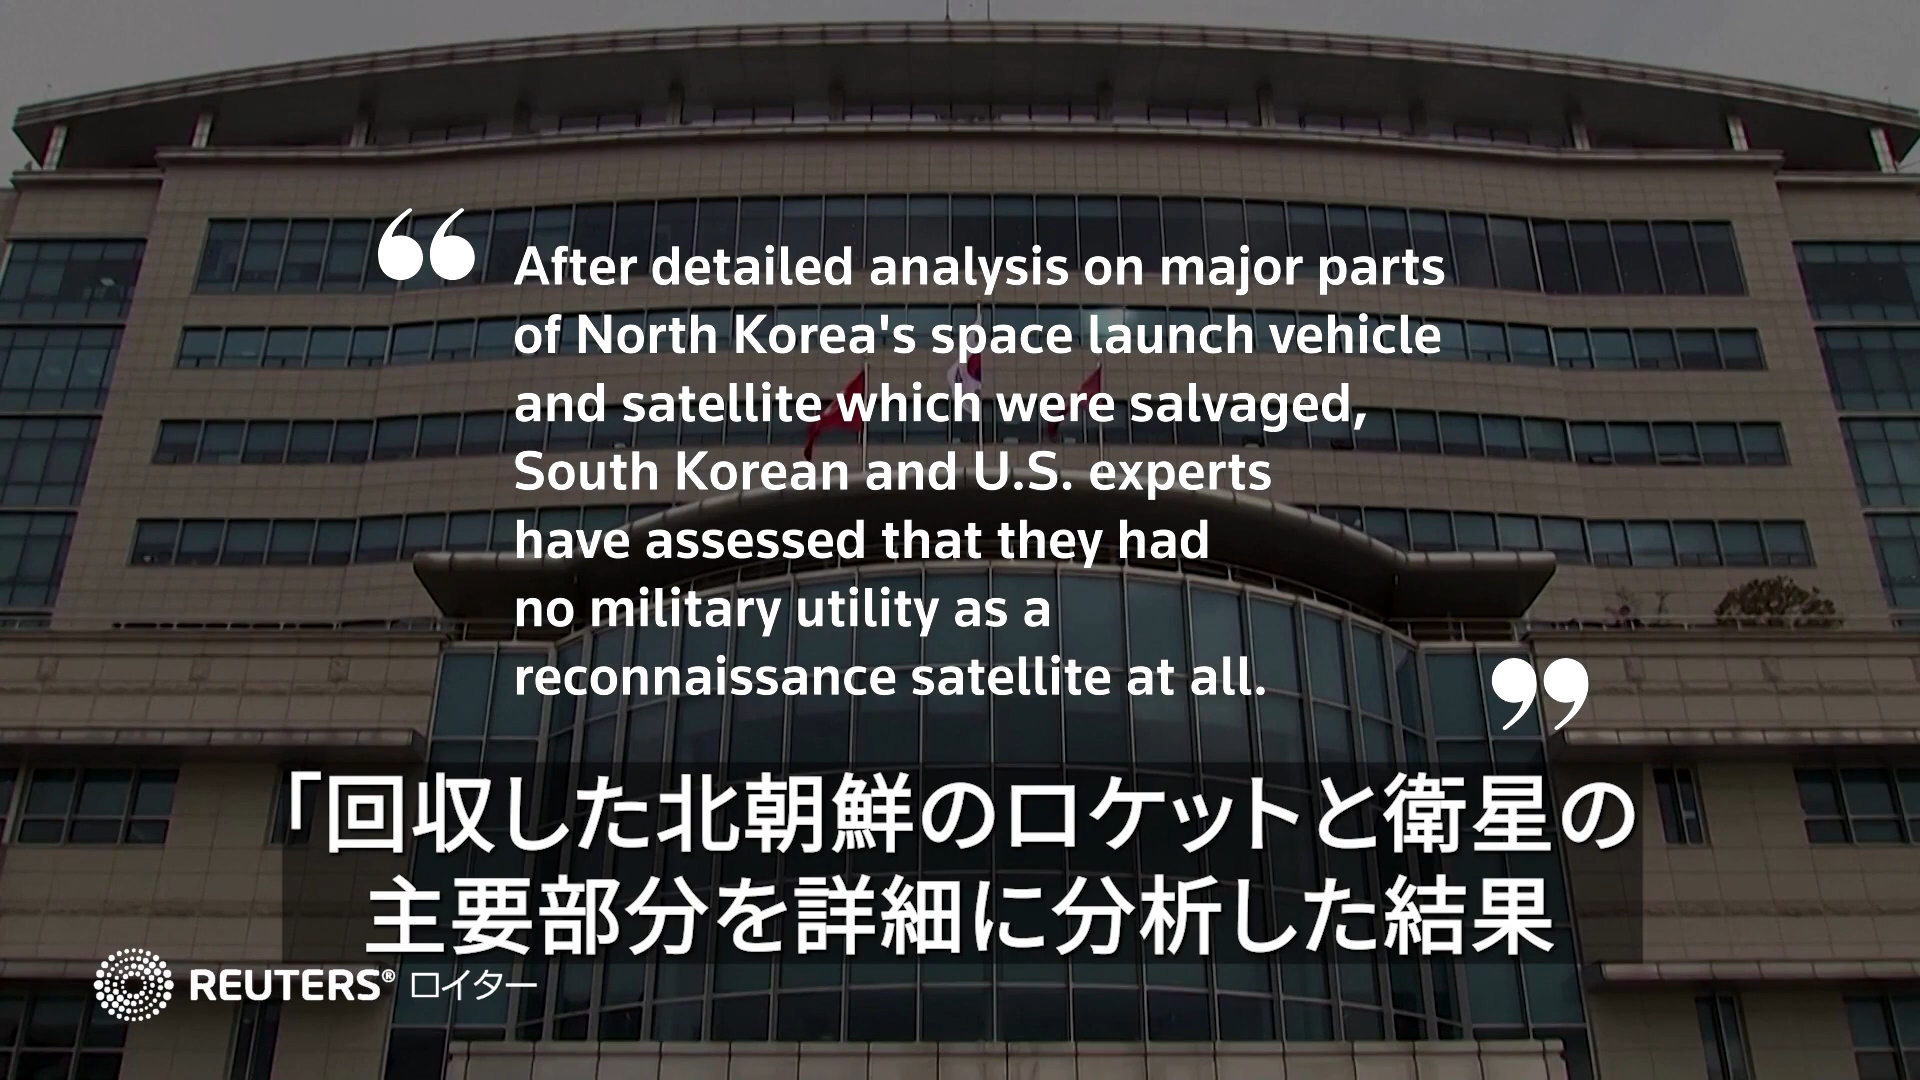 “
After detailed analysis on major parts
of North Korea's space launch vehicle
and satellite which were salvaged,
South Korean and U.S. experts
have assessed that they had
no military utility as a
reconnaissance satellite at all.
”
「回収した北朝鮮のロケットと衛星の
主要部分を詳細に分析した結果
REUTERS® ロイター